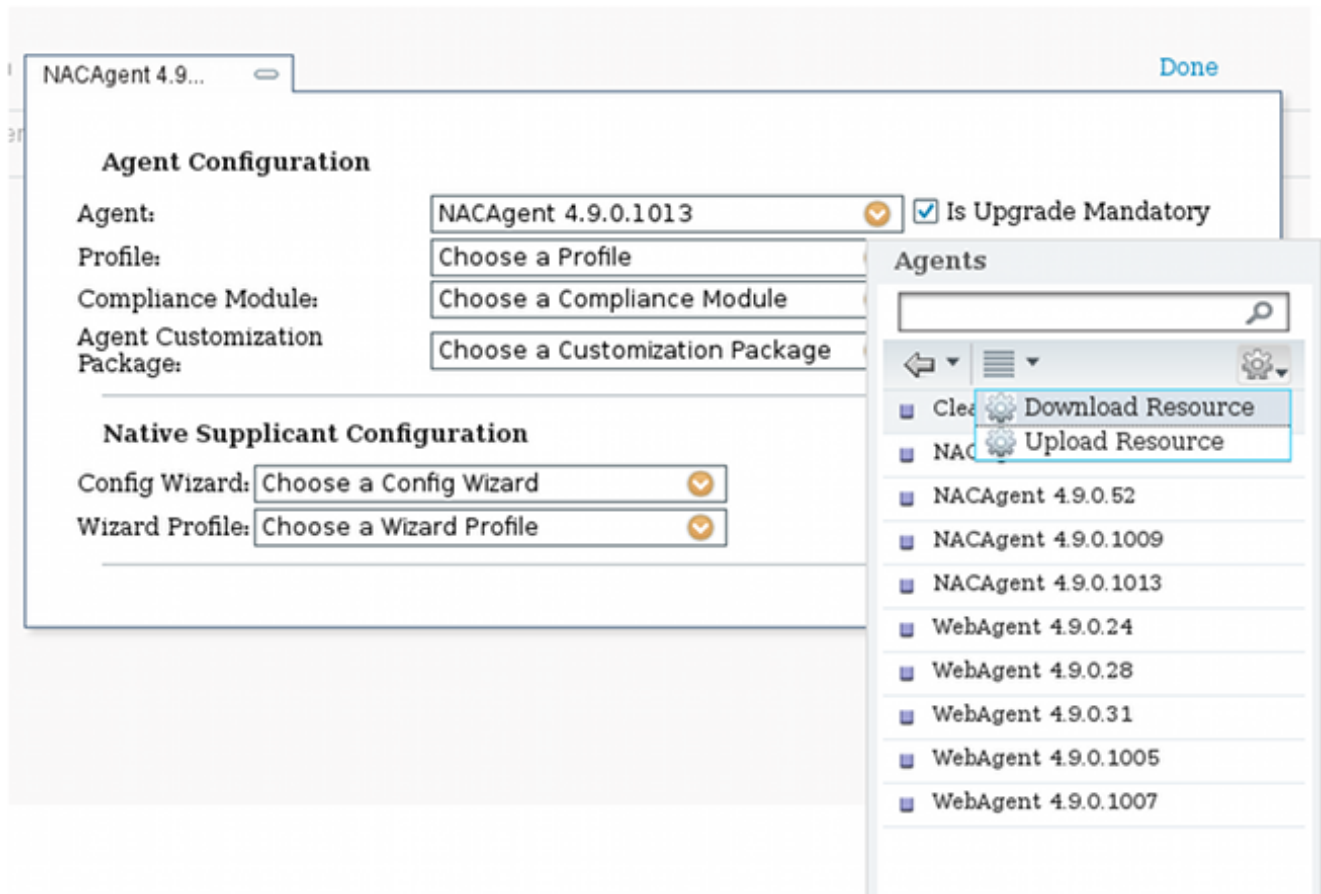 NACAgent 4.9...
Done
Agent Configuration
Agent: NACAgent 4.9.0.1013 Is Upgrade Mandatory
Profile: Choose a Profile
Compliance Module: Choose a Compliance Module
Agent Customization
Package: Choose a Customization Package
Native Supplicant Configuration
Config Wizard: Choose a Config Wizard
Wizard Profile: Choose a Wizard Profile
Agents
Download Resource
Upload Resource
NACAgent 4.9.0.52
NACAgent 4.9.0.1009
NACAgent 4.9.0.1013
WebAgent 4.9.0.24
WebAgent 4.9.0.28
WebAgent 4.9.0.31
WebAgent 4.9.0.1005
WebAgent 4.9.0.1007